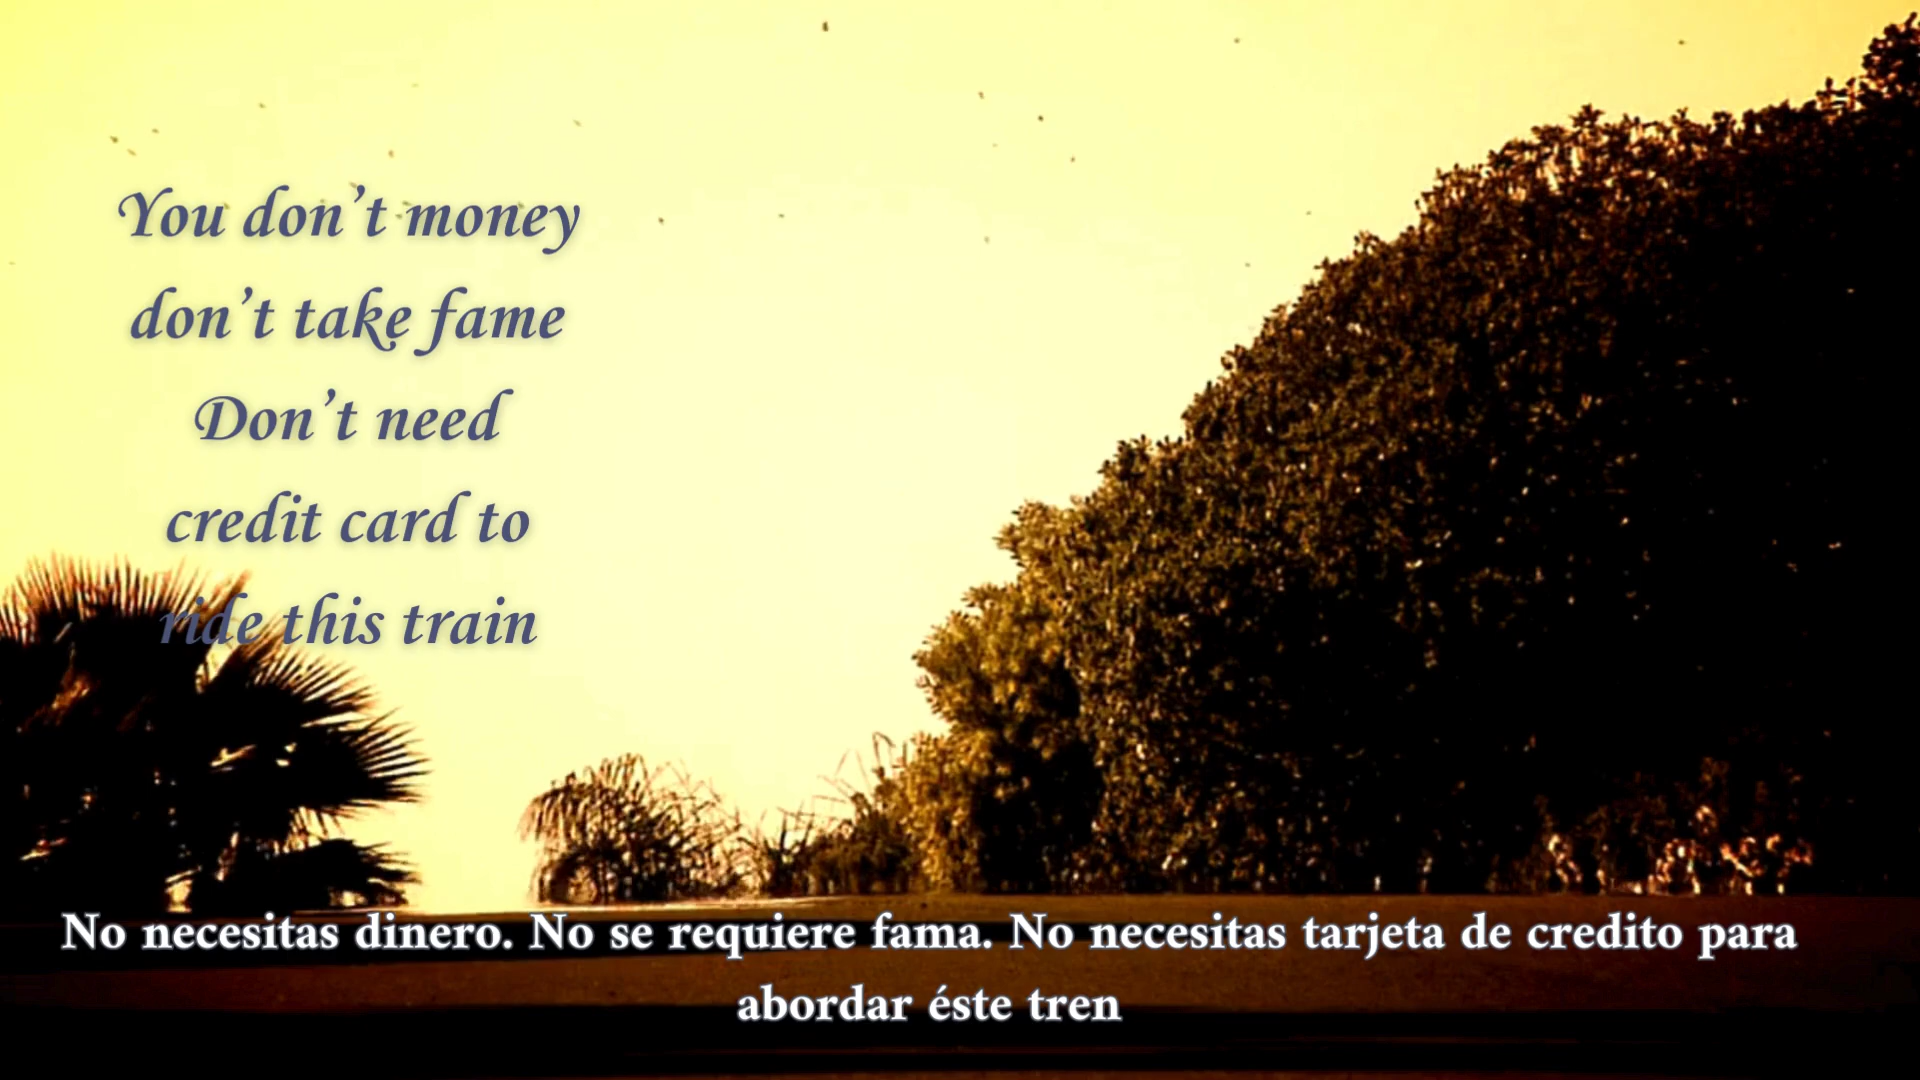 You don’t money
don’t take fame
Don’t need
credit card to
ride this train
No necesitas dinero. No se requiere fama. No necesitas tarjeta de credito para
abordar éste tren